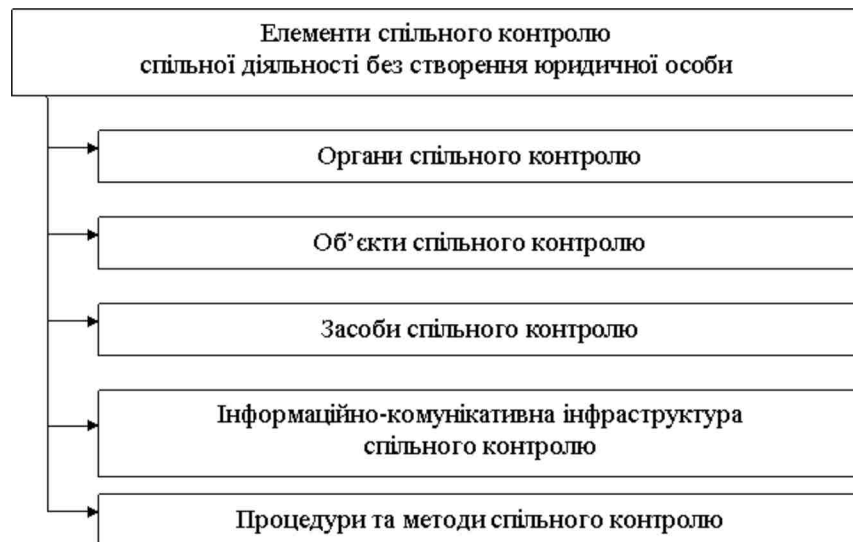 Елементи спільного контролю
спільної діяльності без створення юридичної особи
Органи спільного контролю
Об’єкти спільного контролю
Засоби спільного контролю
Інформаційно-комунікативна інфраструктура
спільного контролю
Процедури та методи спільного контролю